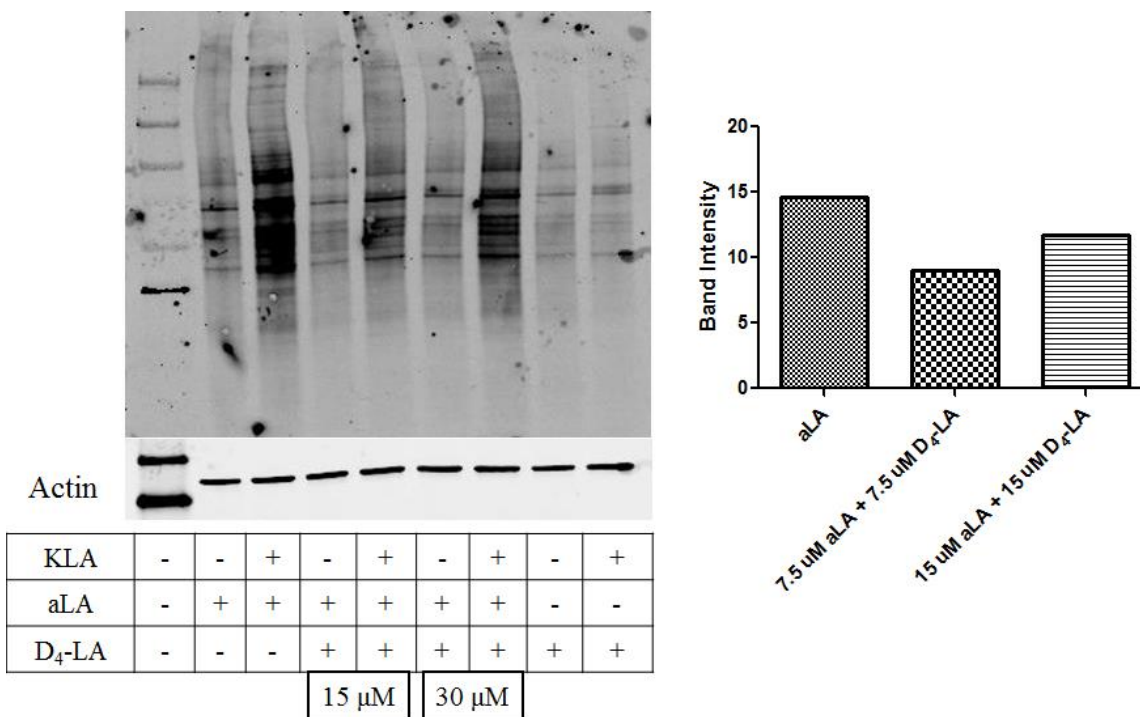 Actin
KLA - - + - + - + - +
aLA - + + + + + + - -
D₄-LA - - - + + + + + +
15 μM 30 μM
20
15
10
5
0
Band Intensity
aLA
7.5 uM aLA + 7.5 uM D₄-LA
15 uM aLA + 15 uM D₄-LA